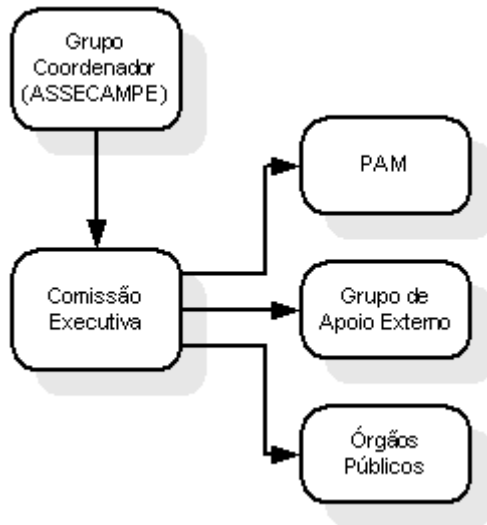 Grupo
Coordenador
(ASSECAMPE)
PAM
Comissão
Executiva
Grupo de
Apoio Externo
Órgãos
Públicos